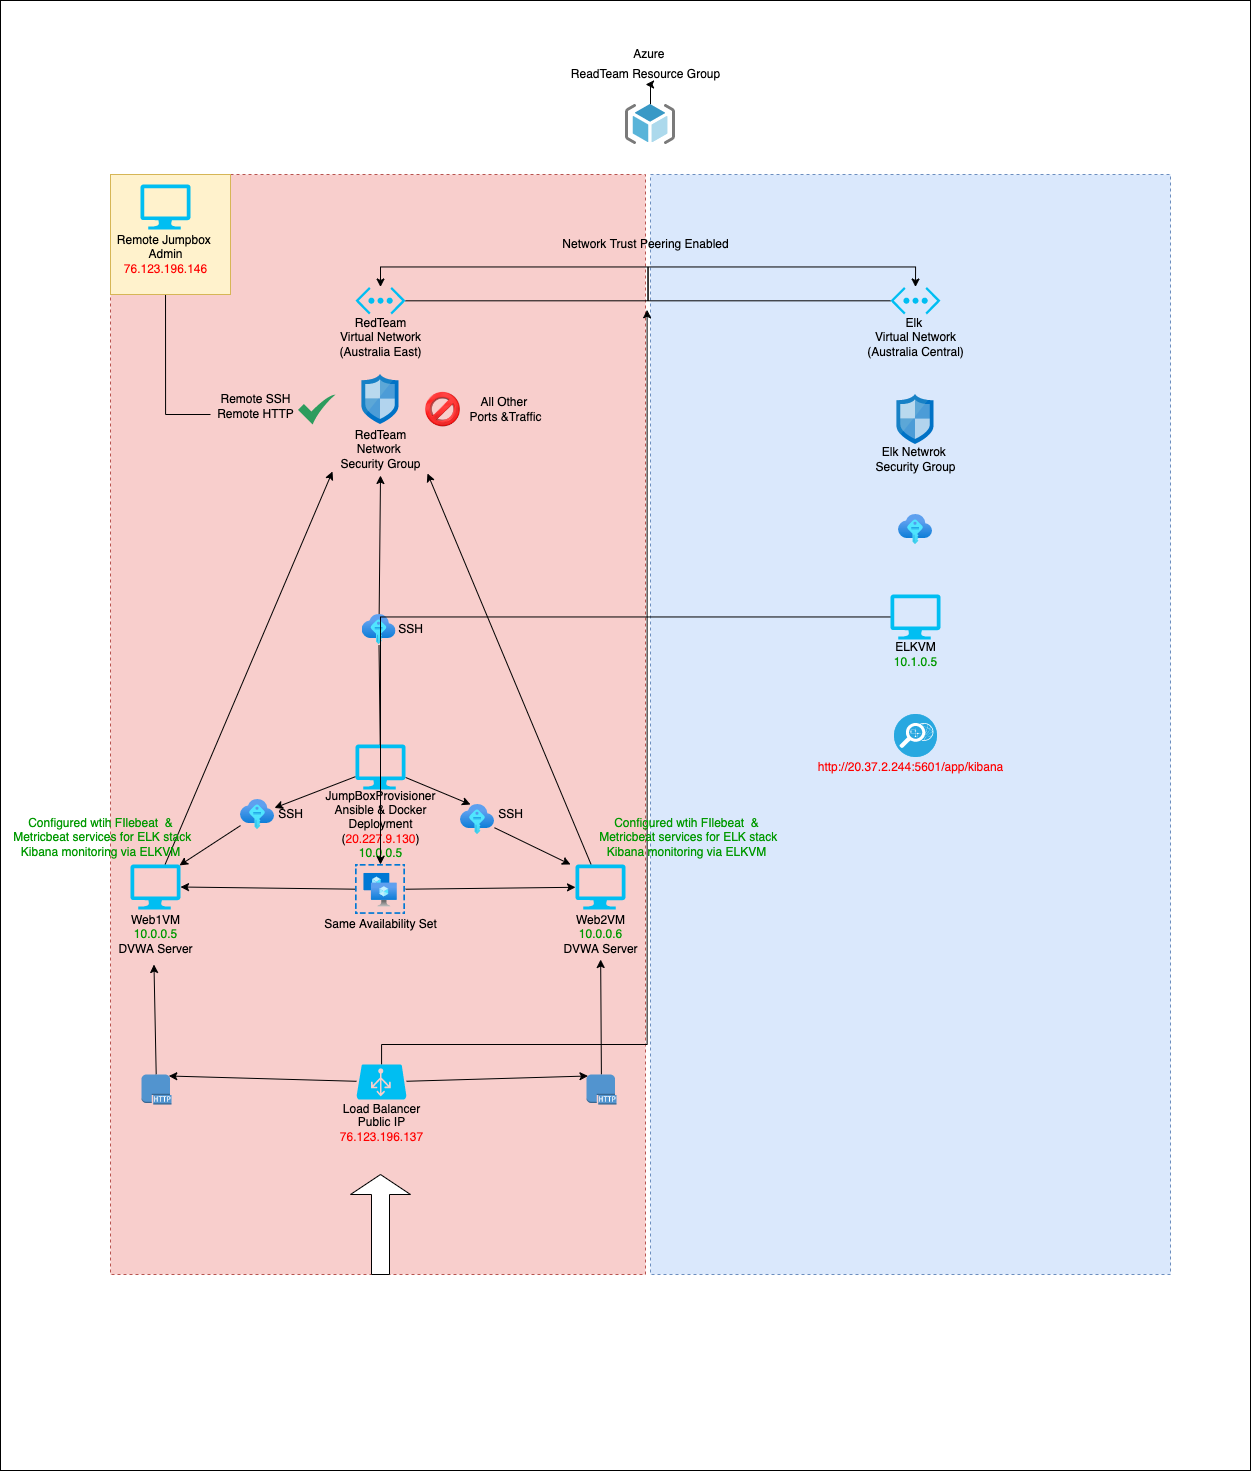 Azure
ReadTeam Resource Group
Remote Jumpbox
Admin
76.123.196.146
Network Trust Peering Enabled
RedTeam
Virtual Network
(Australia East)
Elk
Virtual Network
(Australia Central)
Remote SSH
Remote HTTP
All Other
Ports &Traffic
RedTeam
Network
Security Group
Elk Netwrok
Security Group
SSH
ELKVM
10.1.0.5
http://20.37.2.244:5601/app/kibana
JumpBoxProvisioner
Ansible & Docker
Deployment
(20.227.9.130)
10.0.0.5
SSH
SSH
Configured wtih FIlebeat &
Metricbeat services for ELK stack
Kibana monitoring via ELKVM
Configured wtih FIlebeat &
Metricbeat services for ELK stack
Kibana monitoring via ELKVM
Web1VM
10.0.0.5
DVWA Server
Same Availability Set
Web2VM
10.0.0.6
DVWA Server
HTTP
HTTP
Load Balancer
Public IP
76.123.196.137